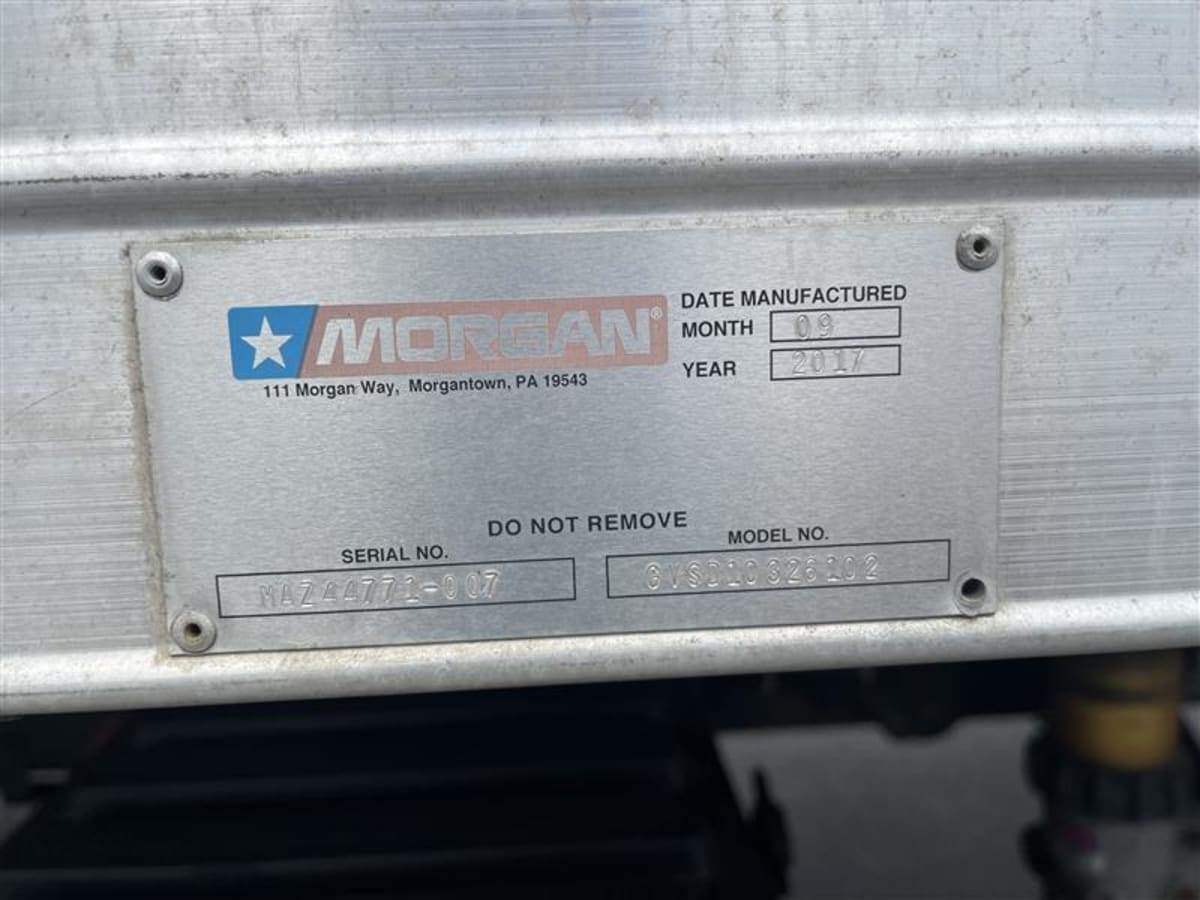 MORGAN®
111 Morgan Way, Morgantown, PA 19543
DATE MANUFACTURED
MONTH 09
YEAR 2017
DO NOT REMOVE
SERIAL NO. MODEL NO.
MAZ44771-007 GVSD10326102